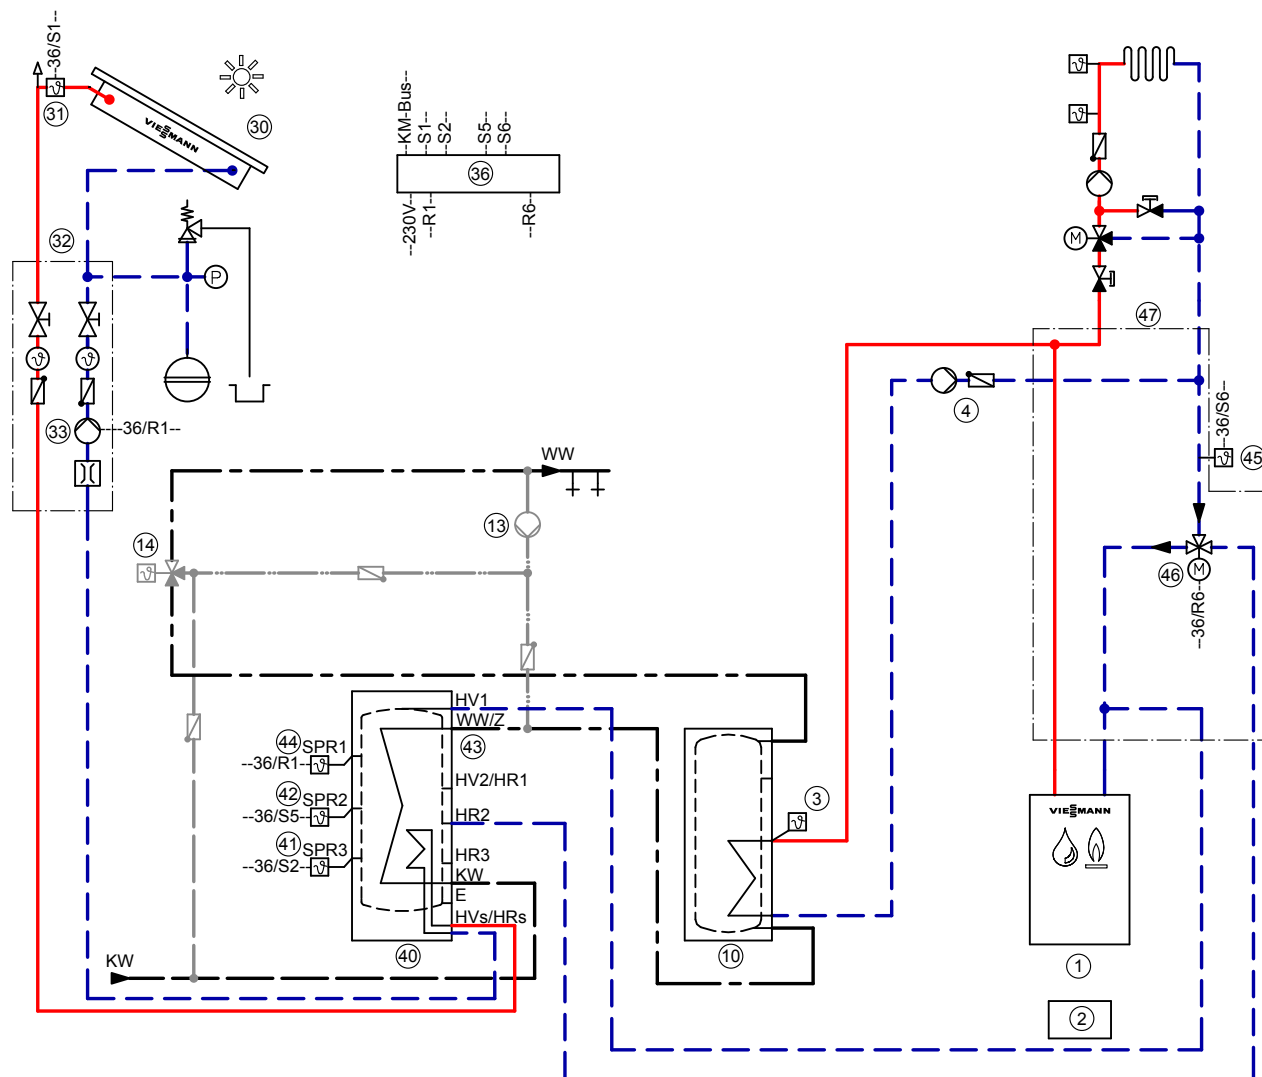 --36/S1--
31
VIESSMANN
30
KM-Bus--
S1--
S2--
S5--
S6--
36
--230V--
--R1--
--R6--
32
P
33
--36/R1--
M
47
4
--36/S6--
45
WW
13
14
46
M
--36/R6--
HV1
WW/Z
43
44
SPR1
--36/R1--
HV2/HR1
42
SPR2
--36/S5--
HR2
41
SPR3
--36/S2--
HR3
KW
E
HVs/HRs
3
VIESSMANN
KW
40
10
1
2